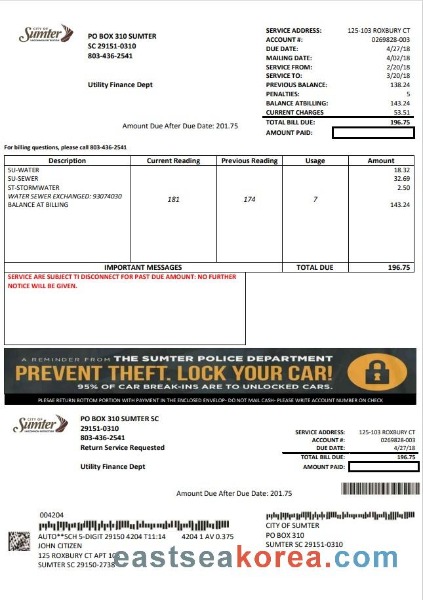 CITY OF
Sumter
PO BOX 310 SUMTER
SC 29151-0310
803-436-2541
Utility Finance Dept
SERVICE ADDRESS: 125-103 ROXBURY CT
ACCOUNT #: 0269828-003
DUE DATE: 4/27/18
MAILING DATE: 4/02/18
SERVICE FROM: 2/20/18
SERVICE TO: 3/20/18
PREVIOUS BALANCE: 138.24
PENALTIES: 5
BALANCE ATBILLING: 143.24
CURRENT CHARGES 53.51
TOTAL BILL DUE: 196.75
AMOUNT PAID:
Amount Due After Due Date: 201.75
For billing questions, please call 803-436-2541
Description Current Reading Previous Reading Usage Amount
SU-WATER 18.32
SU-SEWER 32.69
ST-STORMWATER 2.50
WATER SEWER EXCHANGED: 93074030 181 174 7
BALANCE AT BILLING 143.24
IMPORTANT MESSAGES TOTAL DUE 196.75
SERVICE ARE SUBJECT TI DISCONNECT FOR PAST DUE AMOUNT: NO FURTHER
NOTICE WILL BE GIVEN.
A REMINDER FROM THE SUMTER POLICE DEPARTMENT
PREVENT THEFT. LOCK YOUR CAR!
95% OF CAR BREAK-INS ARE TO UNLOCKED CARS.
PLEASE RETURN BOTTOM PORTION WITH PAYMENT IN THE ENCLOSED ENVELOP- DO NOT MAIL CASH- PLEASE WRITE ACCOUNT NUMBER ON CHECK
CITY OF
Sumter
PO BOX 310 SUMTER SC
29151-0310
803-436-2541
Return Service Requested
Utility Finance Dept
SERVICE ADDRESS: 125-103 ROXBURY CT
ACCOUNT #: 0269828-003
DUE DATE: 4/27/18
TOTAL BILL DUE: 196.75
AMOUNT PAID:
Amount Due After Due Date: 201.75
004204
AUTO**SCH 5-DIGIT 29150 4204 T11:14 4204 1 AV 0.375
JOHN CITIZEN
125 ROXBURY CT APT 103
SUMTER SC 29150-2738
CITY OF SUMTER
PO BOX 310
SUMTER SC 29151-0310
eastseakorea.com